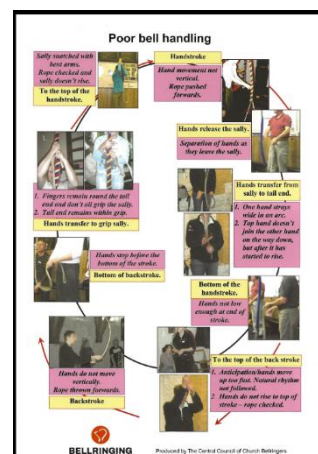 Poor bell handling
Sally snatched with
bent arms.
Rope checked and
sally doesn't rise.
To the top of the
handstroke.
Handstroke
Hand movement not
vertical.
Rope pushed
forwards.
Hands release the sally.
Separation of hands as
they leave the sally.
Hands transfer from
sally to tail end.
1. One hand strays
wide in an arc.
2. Top hand doesn't
join the other hand
on the way down,
but after it has
started to rise.
Bottom of the
handstroke.
Hands not low
enough at end of
stroke.
To the top of the back stroke
1. Anticipation/hands move
up too fast. Natural rhythm
not followed.
2. Hands do not rise to top of
stroke - rope checked.
Hands do not move
vertically.
Rope thrown forwards.
Backstroke
Hands stop before the
bottom of the stroke.
Bottom of backstroke.
1. Fingers remain round the tail
end and don't all grip the sally.
2. Tail end remains within grip.
Hands transfer to grip sally.
BELLRINGING
Produced by The Central Council of Church Bellringers